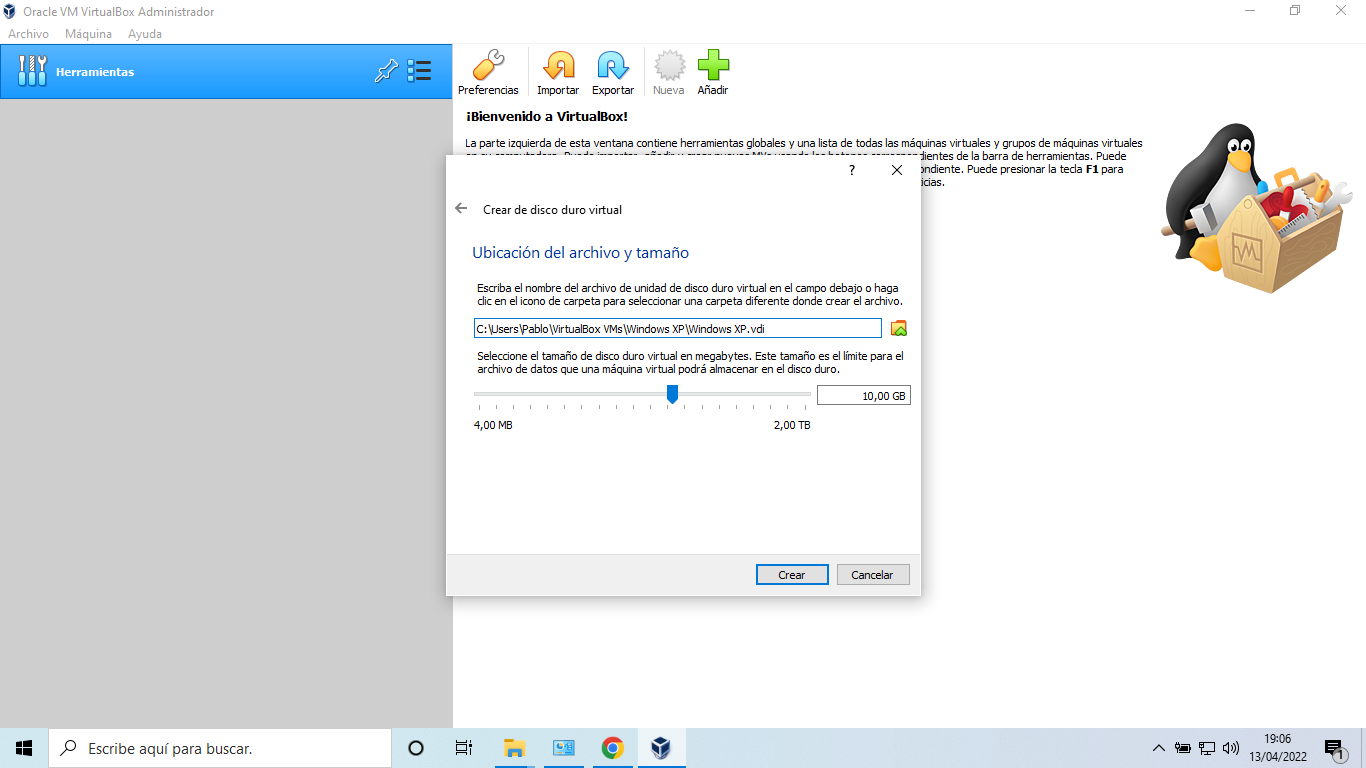 Oracle VM VirtualBox Administrador
Archivo Máquina Ayuda
Herramientas
Preferencias Importar Exportar Nueva Añadir
¡Bienvenido a VirtualBox!
La parte izquierda de esta ventana contiene herramientas globales y una lista de todas las máquinas virtuales y grupos de máquinas virtuales
dientes de la barra de herramientas. Puede
ondiente. Puede presionar la tecla F1 para
icias.
?
Crear de disco duro virtual
Ubicación del archivo y tamaño
Escriba el nombre del archivo de unidad de disco duro virtual en el campo debajo o haga
clic en el icono de carpeta para seleccionar una carpeta diferente donde crear el archivo.
C:\Users\Pablo\VirtualBox VMs\Windows XP\Windows XP.vdi
Seleccione el tamaño de disco duro virtual en megabytes. Este tamaño es el límite para el
archivo de datos que una máquina virtual podrá almacenar en el disco duro.
10,00 GB
4,00 MB 2,00 TB
Crear Cancelar
Escribe aquí para buscar.
19:06
13/04/2022
1